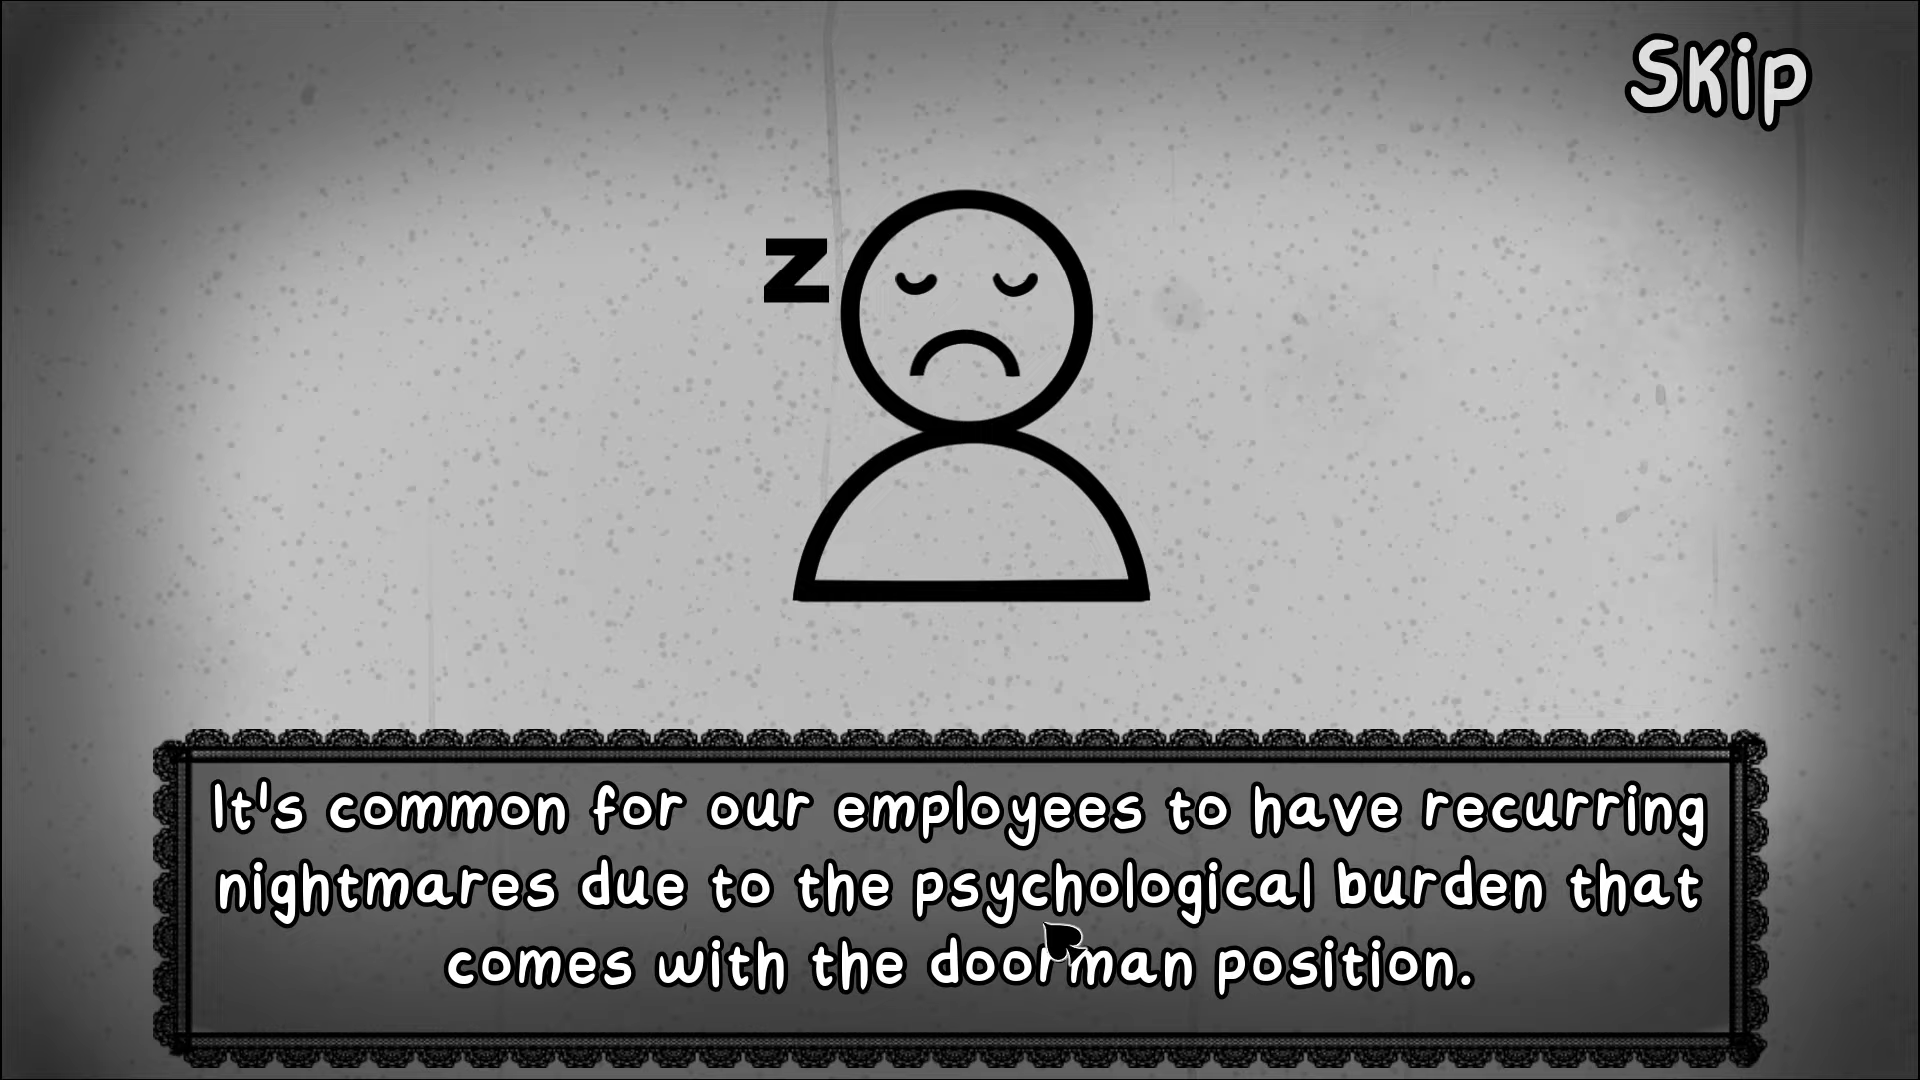 Skip
z
It's common for our employees to have recurring
nightmares due to the psychological burden that
comes with the doorman position.